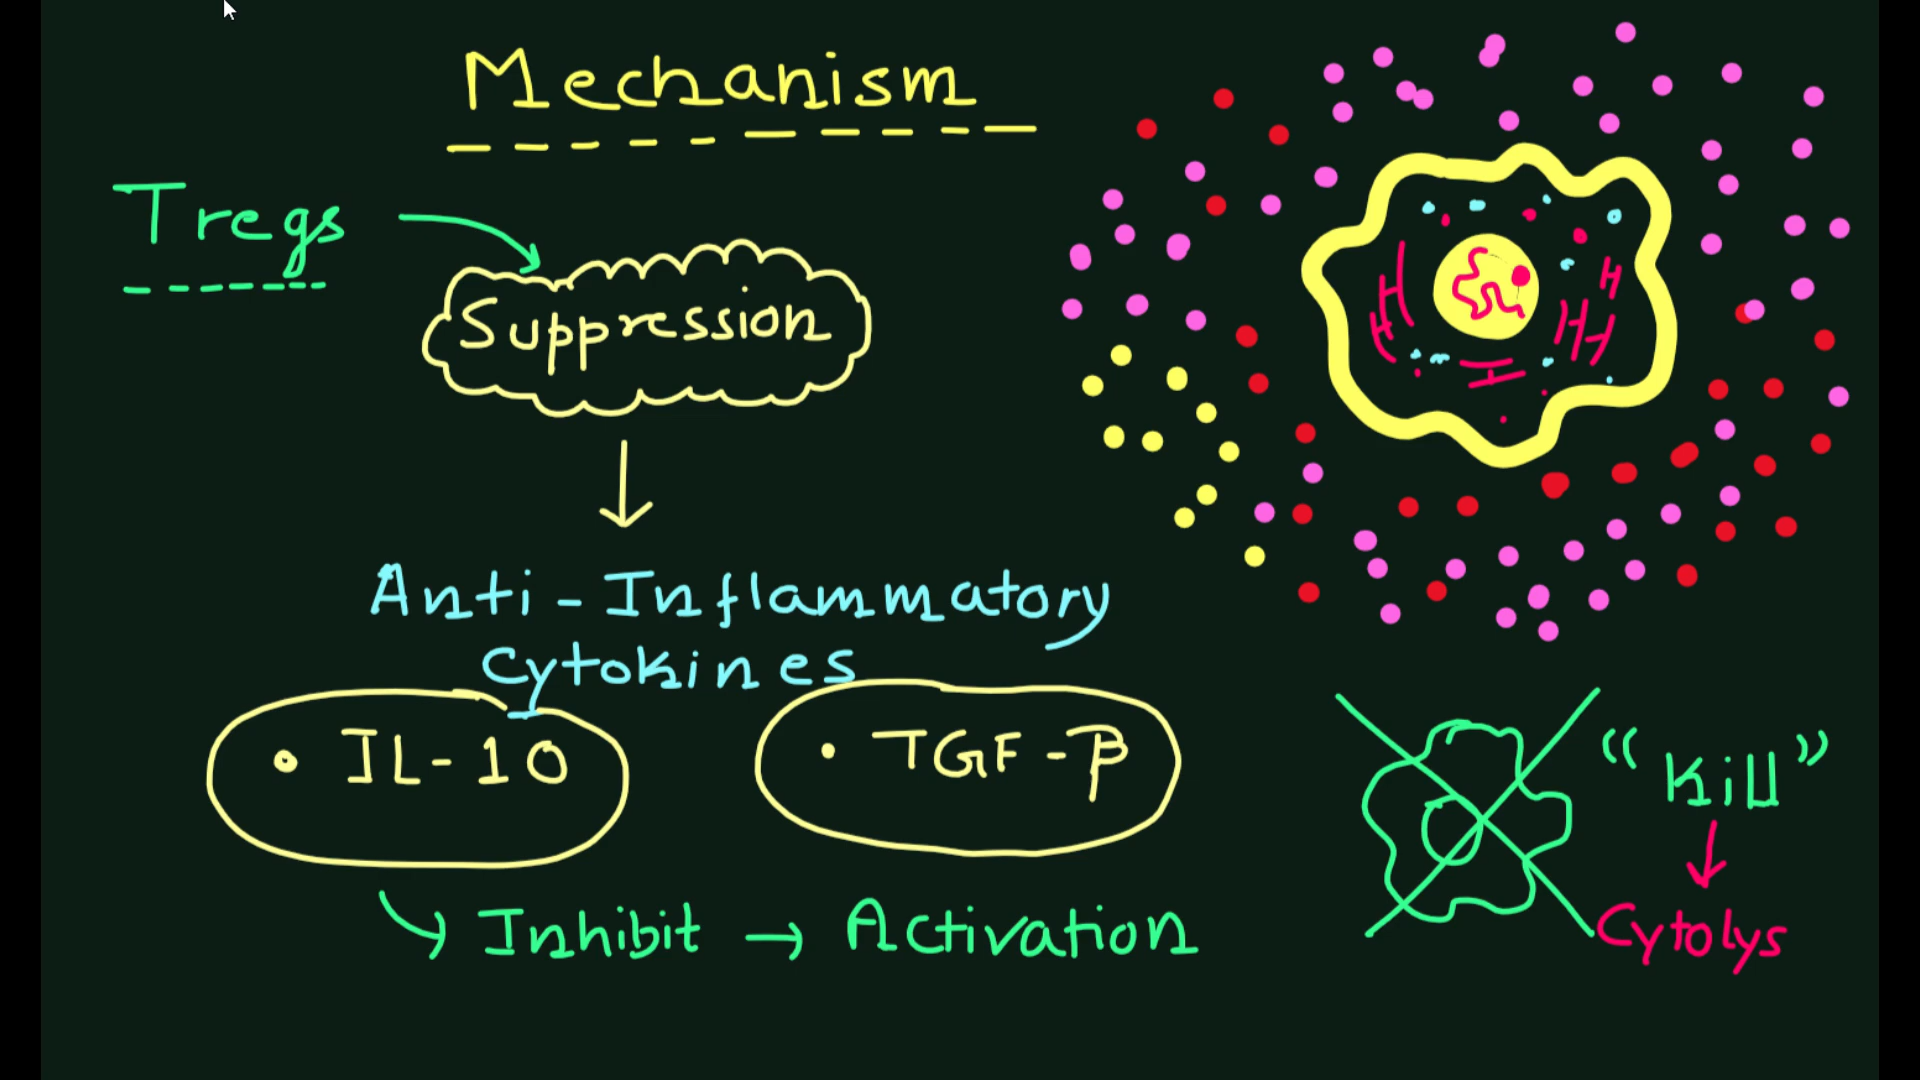 Mechanism
Tregs
Suppression
Anti-Inflammatory
Cytokines
• IL-10
• TGF-β
Inhibit → Activation
"Kill"
Cytolys